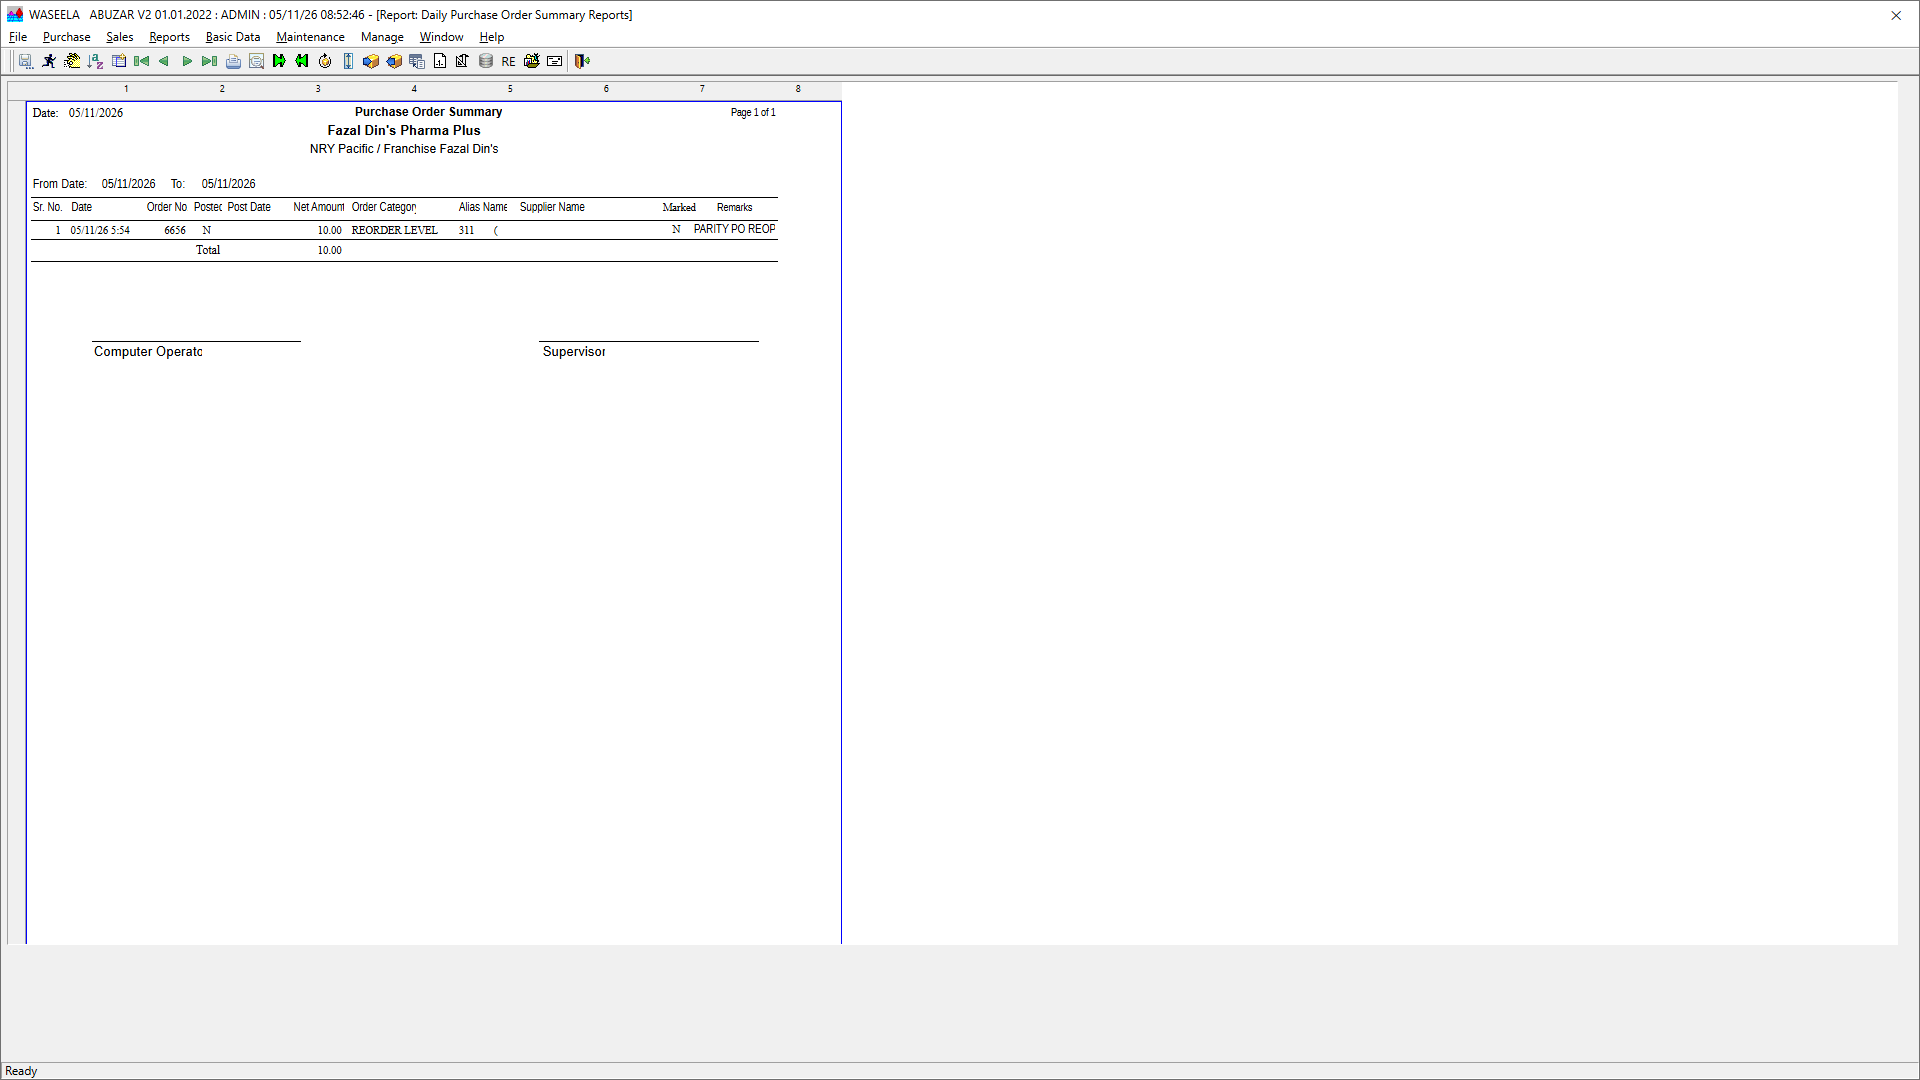 WASEELA ABUZAR V2 01.01.2022 : ADMIN : 05/11/26 08:52:46 - [Report: Daily Purchase Order Summary Reports]
File Purchase Sales Reports Basic Data Maintenance Manage Window Help
RE
1 2 3 4 5 6 7 8
Date: 05/11/2026 Purchase Order Summary Page 1 of 1
Fazal Din's Pharma Plus
NRY Pacific / Franchise Fazal Din's
From Date: 05/11/2026 To: 05/11/2026
Sr. No. Date Order No Posted Post Date Net Amount Order Category Alias Name Supplier Name Marked Remarks
1 05/11/26 5:54 6656 N 10.00 REORDER LEVEL 311 ( N PARITY PO REOP
Total 10.00
Computer Operato Supervisor
Ready